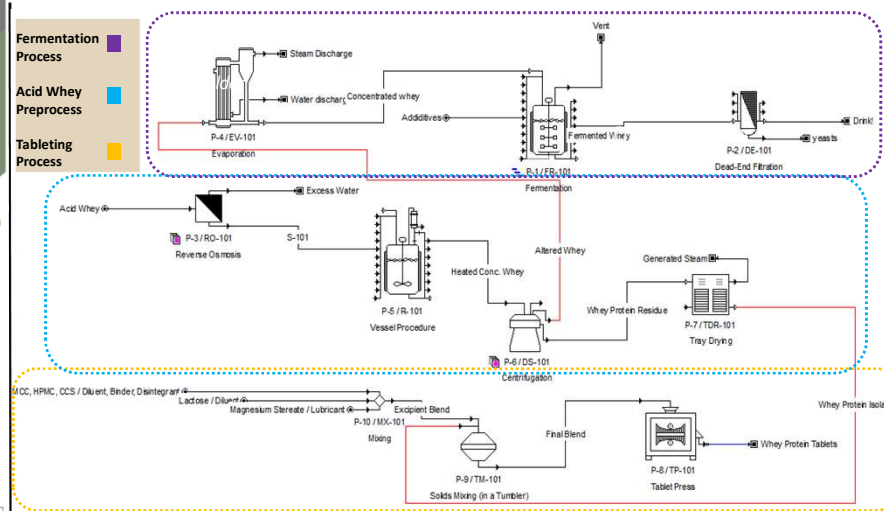 Fermentation
Process
Acid Whey
Preprocess
Tableting
Process
Vent
Steam Discharge
Water discharg
Concentrated whey
Addditives
P-4 / EV-101
Evaporation
Fermented Whey
P-1 / FR-101
Fermentation
P-2 / DE-101
Dead-End Filtration
Drink!
yeasts
Acid Whey
Excess Water
P-3 / RO-101
Reverse Osmosis
S-101
P-5 / R-101
Vessel Procedure
Heated Conc. Whey
Altered Whey
P-6 / DS-101
Centrifugation
Generated Steam
Whey Protein Residue
P-7 / TDR-101
Tray Drying
MCC, HPMC, CCS / Diluent, Binder, Disintegrant
Lactose / Diluent
Magnesium Stereate / Lubricant
P-10 / MX-101
Mixing
Excipient Blend
P-9 / TM-101
Solids Mixing (in a Tumbler)
Final Blend
P-8 / TP-101
Tablet Press
Whey Protein Tablets
Whey Protein Isola